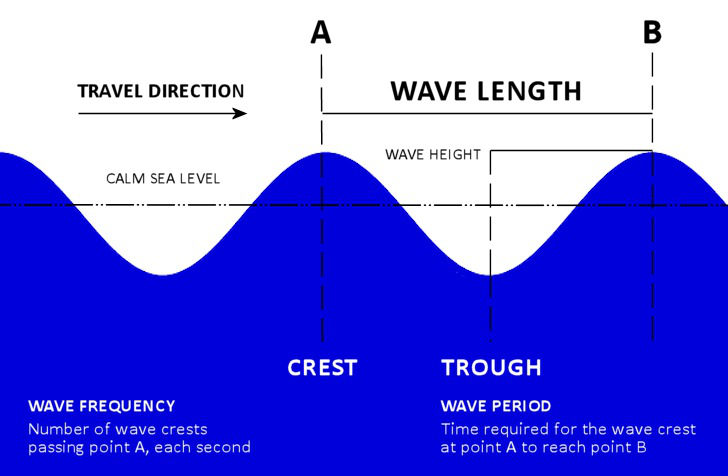 A
B
TRAVEL DIRECTION
WAVE LENGTH
WAVE HEIGHT
CALM SEA LEVEL
CREST
TROUGH
WAVE FREQUENCY
Number of wave crests
passing point A, each second
WAVE PERIOD
Time required for the wave crest
at point A to reach point B